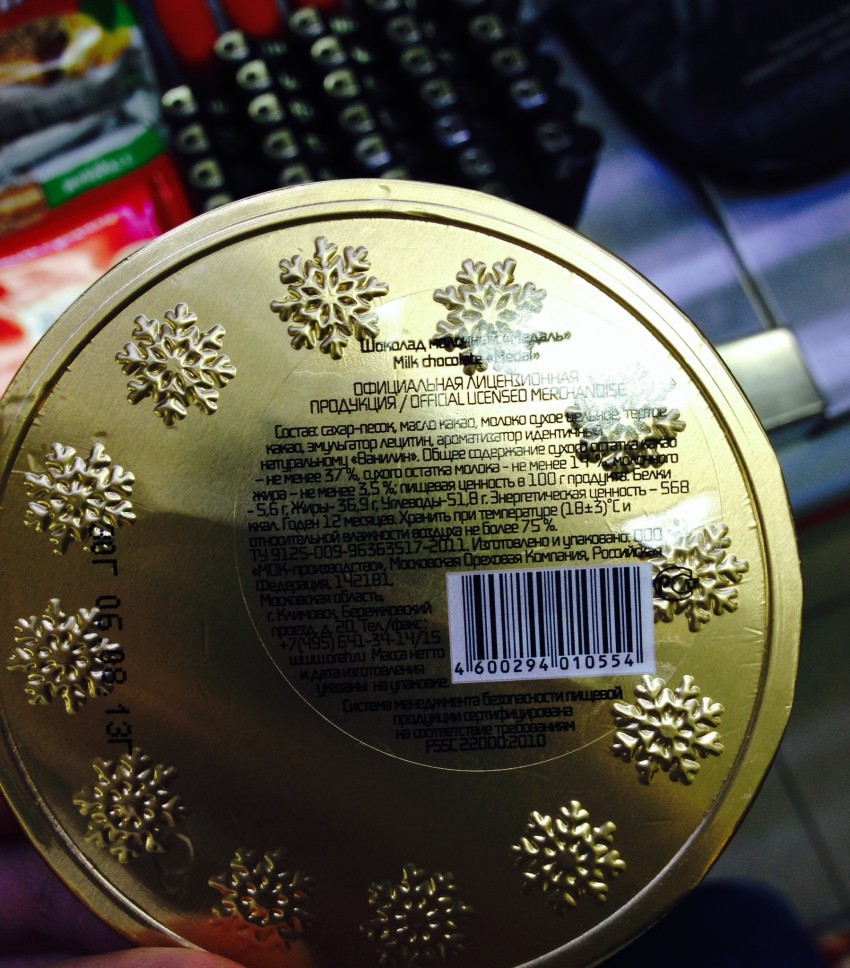 Шоколад молочный «Медаль»
Milk chocolate «Medal»
ОФИЦИАЛЬНАЯ ЛИЦЕНЗИОННАЯ
ПРОДУКЦИЯ / OFFICIAL LICENSED MERCHANDISE
Состав: сахар-песок, масло какао, молоко сухое цельное, тертое
какао, эмульгатор лецитин, ароматизатор идентичный
натуральному «Ванилин». Общее содержание сухого остатка какао
– не менее 37%, сухого остатка молока – не менее 14 %, молочного
жира – не менее 3,5 %; пищевая ценность в 100 г продукта: Белки
- 5,6 г, Жиры- 36,9 г, Углеводы-51,8 г. Энергетическая ценность – 568
ккал. Годен 12 месяцев. Хранить при температуре (18±3)°С и
относительной влажности воздуха не более 75 %.
ТУ 9125-009-96363517-2011. Изготовлено и упаковано: ООО
«МОК-производство», Московская Ореховая Компания, Российская
Федерация, 142181,
Московская область,
г. Климовск, Бережковский
проезд, д. 20, Тел./факс:
+7(495) 641-34-14/15
www.oreh.ru Масса нетто
и дата изготовления
указаны на упаковке.
4 600294 010554
Система менеджмента безопасности пищевой
продукции сертифицирована
на соответствие требованиям
FSSC 22000:2010
06 08 13Г